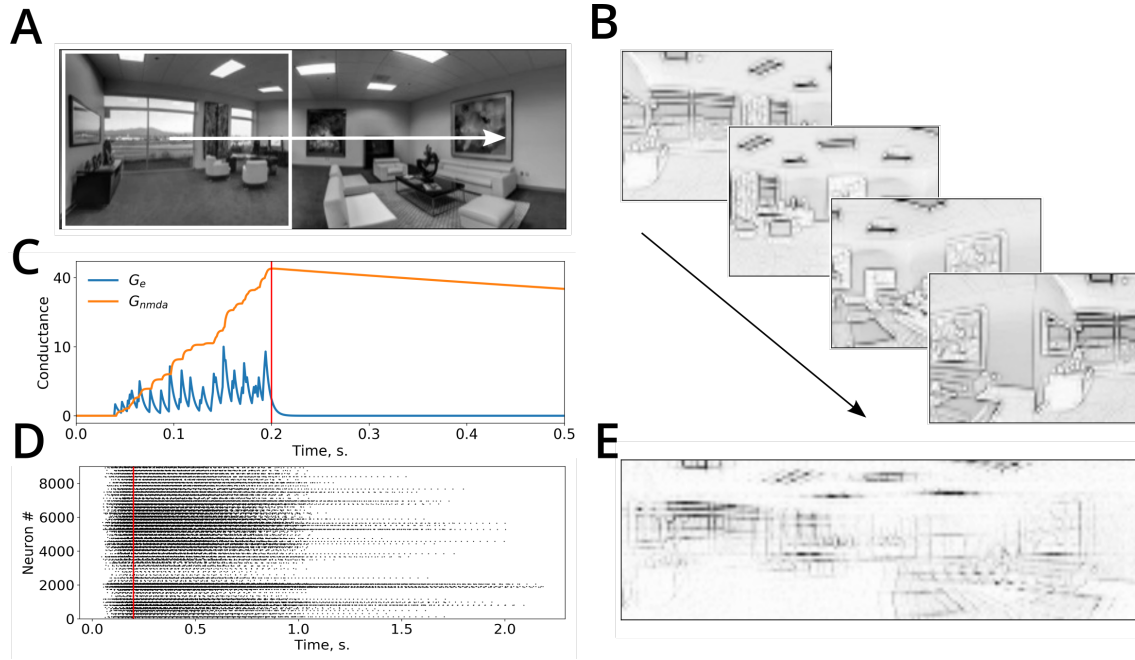 A
B
C
G_e
G_nmda
Conductance
40
10
0
0.0 0.1 0.2 0.3 0.4 0.5
Time, s.
D
Neuron #
8000
6000
4000
2000
0
0.0 0.5 1.0 1.5 2.0
Time, s.
E